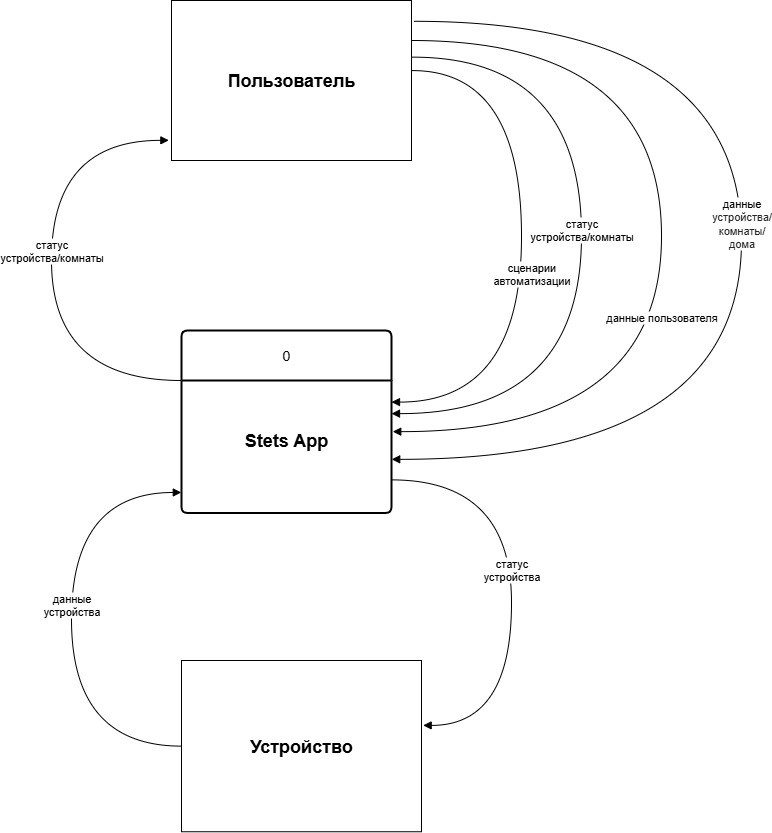 Пользователь
данные
устройства/
комнаты/
дома
статус
устройства/комнаты
статус
устройства/комнаты
сценарии
автоматизации
данные пользователя
0
Stets App
статус
устройства
данные
устройства
Устройство